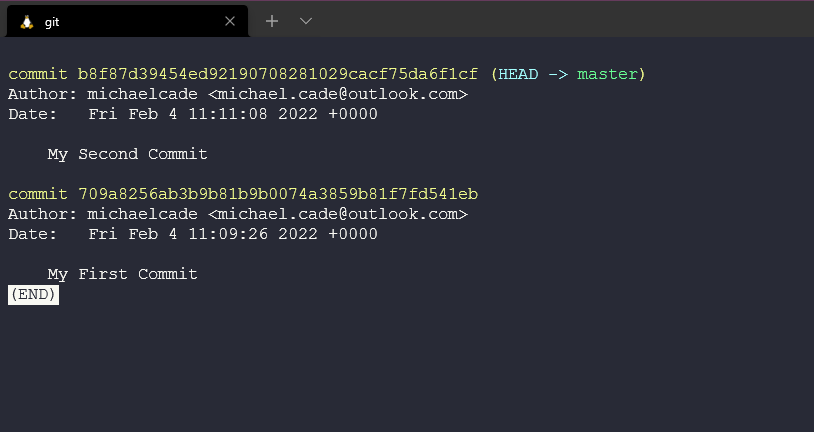 git
commit b8f87d39454ed92190708281029cacf75da6f1cf (HEAD -> master)
Author: michaelcade <michael.cade@outlook.com>
Date:   Fri Feb 4 11:11:08 2022 +0000
My Second Commit
commit 709a8256ab3b9b81b9b0074a3859b81f7fd541eb
Author: michaelcade <michael.cade@outlook.com>
Date:   Fri Feb 4 11:09:26 2022 +0000
My First Commit
(END)